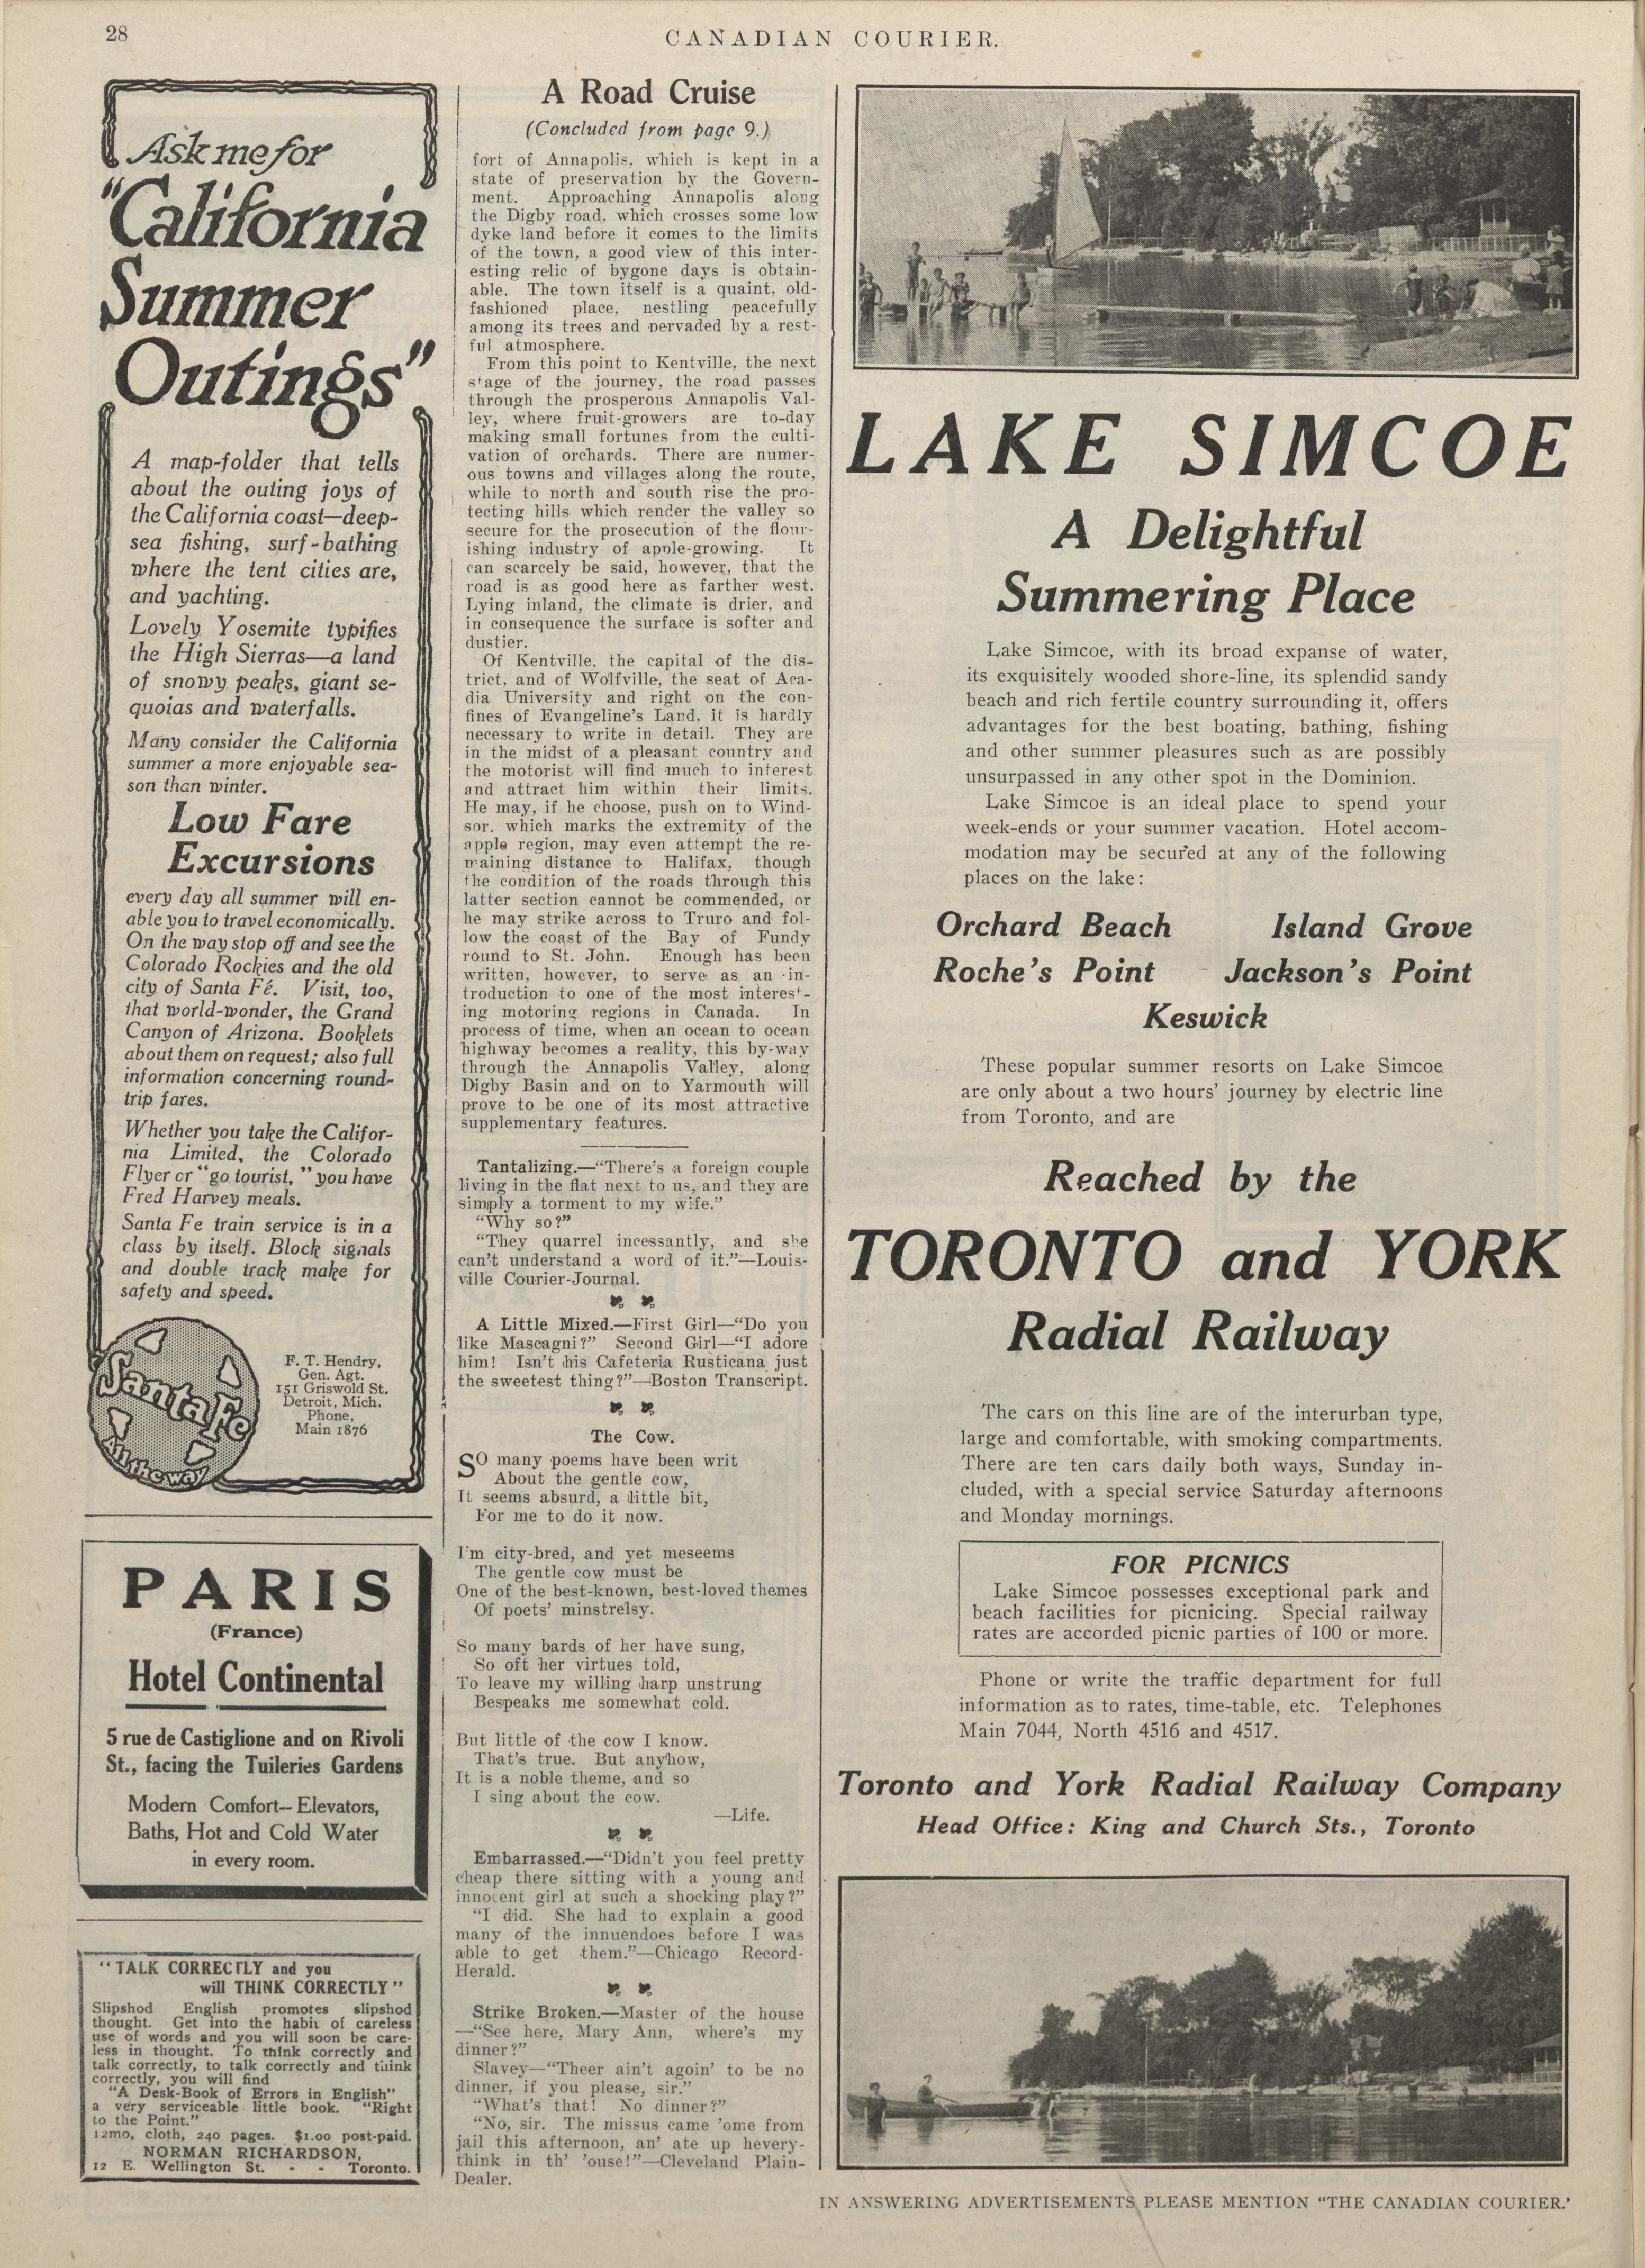 28
CANADIAN COURIER.
Ask me for
"California
Summer
Outings"
A map-folder that tells
about the outing joys of
the California coast—deep-
sea fishing, surf-bathing
where the tent cities are,
and yachting.
Lovely Yosemite typifies
the High Sierras—a land
of snowy peaks, giant se-
quoias and waterfalls.
Many consider the California
summer a more enjoyable sea-
son than winter.
Low Fare
Excursions
every day all summer will en-
able you to travel economically.
On the way stop off and see the
Colorado Rockies and the old
city of Santa Fé. Visit, too,
that world-wonder, the Grand
Canyon of Arizona. Booklets
about them on request; also full
information concerning round-
trip fares.
Whether you take the Califor-
nia Limited, the Colorado
Flyer or "go tourist," you have
Fred Harvey meals.
Santa Fe train service is in a
class by itself. Block signals
and double track make for
safety and speed.
Santa Fe
All the way
F. T. Hendry,
Gen. Agt.
151 Griswold St.
Detroit, Mich.
Phone,
Main 1876
PARIS
(France)
Hotel Continental
5 rue de Castiglione and on Rivoli
St., facing the Tuileries Gardens
Modern Comfort-- Elevators,
Baths, Hot and Cold Water
in every room.
"TALK CORRECTLY and you
will THINK CORRECTLY"
Slipshod English promotes slipshod
thought. Get into the habit of careless
use of words and you will soon be care-
less in thought. To think correctly and
talk correctly, to talk correctly and think
correctly, you will find
"A Desk-Book of Errors in English"
a very serviceable little book. "Right
to the Point."
12mo, cloth, 240 pages. $1.00 post-paid.
NORMAN RICHARDSON,
12 E. Wellington St. - - Toronto.
A Road Cruise
(Concluded from page 9.)
fort of Annapolis, which is kept in a
state of preservation by the Govern-
ment. Approaching Annapolis along
the Digby road, which crosses some low
dyke land before it comes to the limits
of the town, a good view of this inter-
esting relic of bygone days is obtain-
able. The town itself is a quaint, old-
fashioned place, nestling peacefully
among its trees and pervaded by a rest-
ful atmosphere.
From this point to Kentville, the next
stage of the journey, the road passes
through the prosperous Annapolis Val-
ley, where fruit-growers are to-day
making small fortunes from the culti-
vation of orchards. There are numer-
ous towns and villages along the route,
while to north and south rise the pro-
tecting hills which render the valley so
secure for the prosecution of the flour-
ishing industry of apple-growing. It
can scarcely be said, however, that the
road is as good here as farther west.
Lying inland, the climate is drier, and
in consequence the surface is softer and
dustier.
Of Kentville, the capital of the dis-
trict, and of Wolfville, the seat of Aca-
dia University and right on the con-
fines of Evangeline's Land, it is hardly
necessary to write in detail. They are
in the midst of a pleasant country and
the motorist will find much to interest
and attract him within their limits.
He may, if he choose, push on to Wind-
sor, which marks the extremity of the
apple region, may even attempt the re-
maining distance to Halifax, though
the condition of the roads through this
latter section cannot be commended, or
he may strike across to Truro and fol-
low the coast of the Bay of Fundy
round to St. John. Enough has been
written, however, to serve as an in-
troduction to one of the most interest-
ing motoring regions in Canada. In
process of time, when an ocean to ocean
highway becomes a reality, this by-way
through the Annapolis Valley, along
Digby Basin and on to Yarmouth will
prove to be one of its most attractive
supplementary features.
Tantalizing.—"There's a foreign couple
living in the flat next to us, and they are
simply a torment to my wife."
"Why so?"
"They quarrel incessantly, and she
can't understand a word of it."—Louis-
ville Courier-Journal.
A Little Mixed.—First Girl—"Do you
like Mascagni?" Second Girl—"I adore
him! Isn't his Cafeteria Rusticana just
the sweetest thing?"—Boston Transcript.
The Cow.
SO many poems have been writ
About the gentle cow,
It seems absurd, a little bit,
For me to do it now.
I'm city-bred, and yet meseems
The gentle cow must be
One of the best-known, best-loved themes
Of poets' minstrelsy.
So many bards of her have sung,
So oft her virtues told,
To leave my willing harp unstrung
Bespeaks me somewhat cold.
But little of the cow I know.
That's true. But anyhow,
It is a noble theme, and so
I sing about the cow.
—Life.
Embarrassed.—"Didn't you feel pretty
cheap there sitting with a young and
innocent girl at such a shocking play?"
"I did. She had to explain a good
many of the innuendoes before I was
able to get them."—Chicago Record-
Herald.
Strike Broken.—Master of the house
—"See here, Mary Ann, where's my
dinner?"
Slavey—"Theer ain't agoin' to be no
dinner, if you please, sir."
"What's that! No dinner?"
"No, sir. The missus came 'ome from
jail this afternoon, an' ate up hevery-
think in th' 'ouse!"—Cleveland Plain-
Dealer.
LAKE SIMCOE
A Delightful
Summering Place
Lake Simcoe, with its broad expanse of water,
its exquisitely wooded shore-line, its splendid sandy
beach and rich fertile country surrounding it, offers
advantages for the best boating, bathing, fishing
and other summer pleasures such as are possibly
unsurpassed in any other spot in the Dominion.
Lake Simcoe is an ideal place to spend your
week-ends or your summer vacation. Hotel accom-
modation may be secured at any of the following
places on the lake:
Orchard Beach Island Grove
Roche's Point Jackson's Point
Keswick
These popular summer resorts on Lake Simcoe
are only about a two hours' journey by electric line
from Toronto, and are
Reached by the
TORONTO and YORK
Radial Railway
The cars on this line are of the interurban type,
large and comfortable, with smoking compartments.
There are ten cars daily both ways, Sunday in-
cluded, with a special service Saturday afternoons
and Monday mornings.
FOR PICNICS
Lake Simcoe possesses exceptional park and
beach facilities for picnicing. Special railway
rates are accorded picnic parties of 100 or more.
Phone or write the traffic department for full
information as to rates, time-table, etc. Telephones
Main 7044, North 4516 and 4517.
Toronto and York Radial Railway Company
Head Office: King and Church Sts., Toronto
IN ANSWERING ADVERTISEMENTS PLEASE MENTION "THE CANADIAN COURIER.'